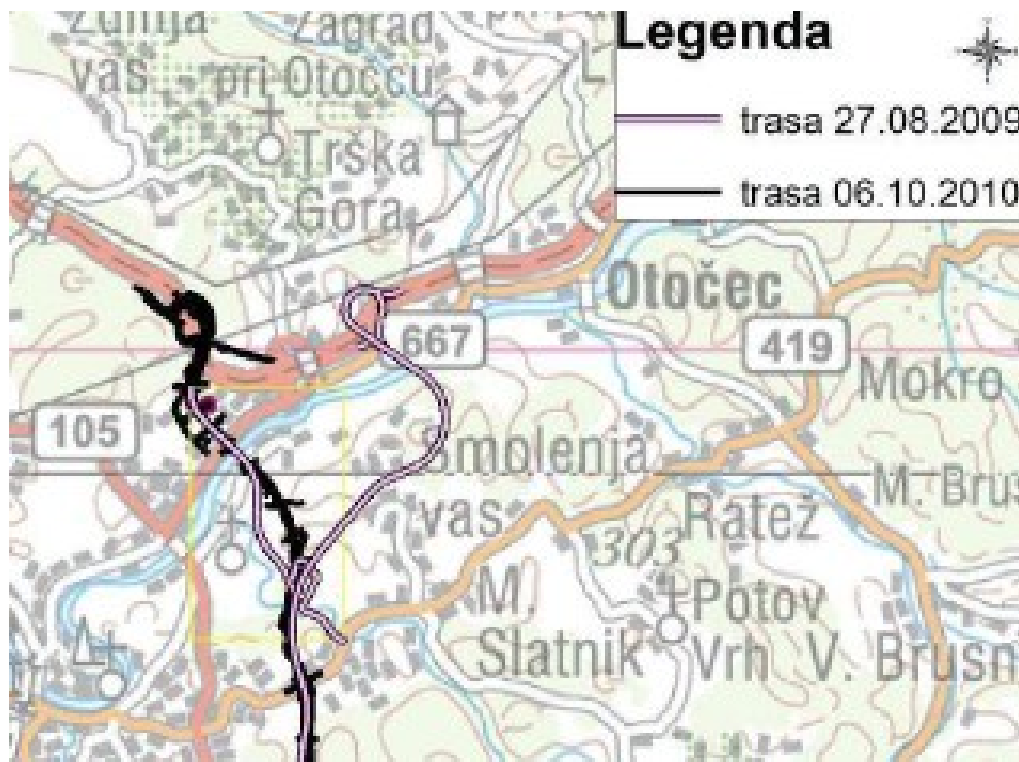 Ždinja
vas
Zagrad
pri Otočcu
Trška
Gora
Legenda
trasa 27.08.2009
trasa 06.10.2010
Otočec
667
419
105
Mokro
Smolenja
vas
M. Brus
Ratež
303
M.
Slatnik
Potov
Vrh
V. Brusn